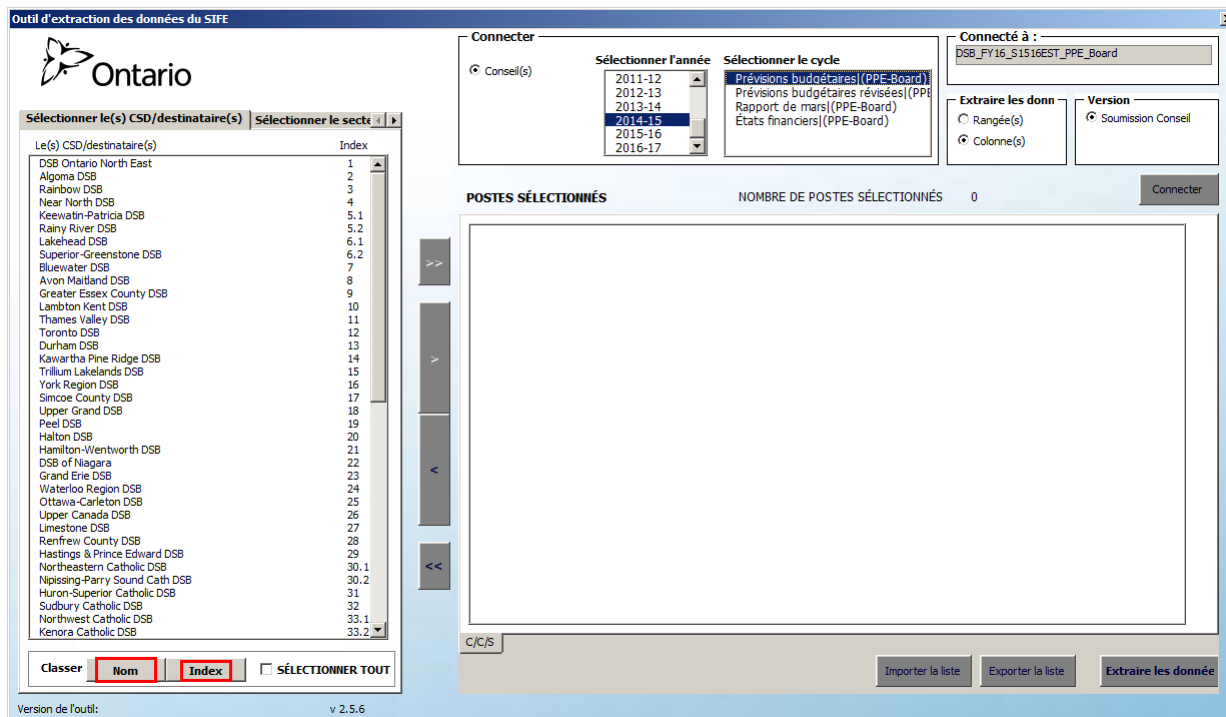 Outil d'extraction des données du SIFE
Ontario
Connecter
Conseil(s)
Sélectionner l'année
2011-12
2012-13
2013-14
2014-15
2015-16
2016-17
Sélectionner le cycle
Prévisions budgétaires|(PPE-Board)
Prévisions budgétaires révisées|(PPE
Rapport de mars|(PPE-Board)
États financiers|(PPE-Board)
Connecté à :
DSB_FY16_S1516EST_PPE_Board
Extraire les donn
Rangée(s)
Colonne(s)
Version
Soumission Conseil
Sélectionner le(s) CSD/destinataire(s) Sélectionner le secte
Le(s) CSD/destinataire(s) Index
DSB Ontario North East 1
Algoma DSB 2
Rainbow DSB 3
Near North DSB 4
Keewatin-Patricia DSB 5.1
Rainy River DSB 5.2
Lakehead DSB 6.1
Superior-Greenstone DSB 6.2
Bluewater DSB 7
Avon Maitland DSB 8
Greater Essex County DSB 9
Lambton Kent DSB 10
Thames Valley DSB 11
Toronto DSB 12
Durham DSB 13
Kawartha Pine Ridge DSB 14
Trillium Lakelands DSB 15
York Region DSB 16
Simcoe County DSB 17
Upper Grand DSB 18
Peel DSB 19
Halton DSB 20
Hamilton-Wentworth DSB 21
DSB of Niagara 22
Grand Erie DSB 23
Waterloo Region DSB 24
Ottawa-Carleton DSB 25
Upper Canada DSB 26
Limestone DSB 27
Renfrew County DSB 28
Hastings & Prince Edward DSB 29
Northeastern Catholic DSB 30.1
Nipissing-Parry Sound Cath DSB 30.2
Huron-Superior Catholic DSB 31
Sudbury Catholic DSB 32
Northwest Catholic DSB 33.1
Kenora Catholic DSB 33.2
Classer Nom Index SÉLECTIONNER TOUT
Version de l'outil: v 2.5.6
>>
>
<
<<
POSTES SÉLECTIONNÉS NOMBRE DE POSTES SÉLECTIONNÉS 0
Connecter
C/C/S
Importer la liste Exporter la liste Extraire les donnée